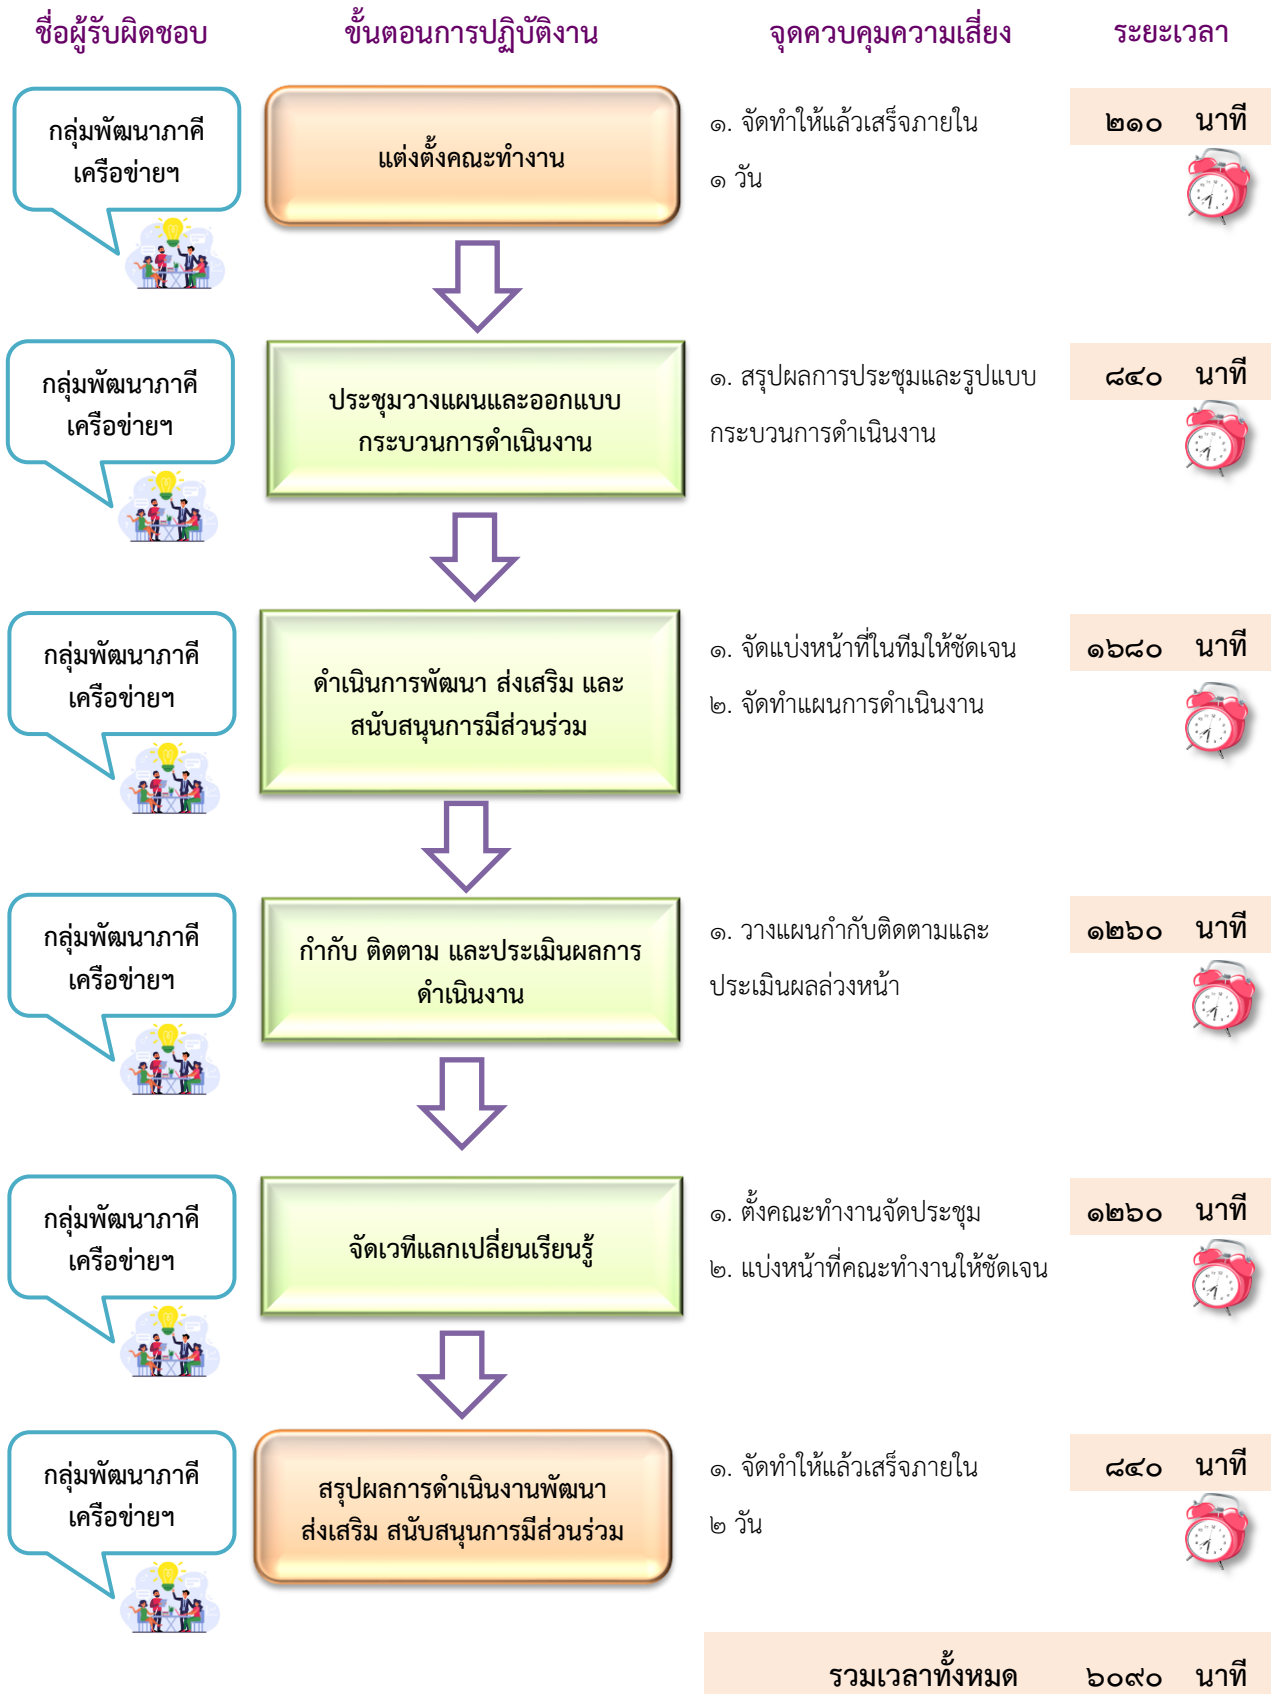 ชื่อผู้รับผิดชอบ ขั้นตอนการปฏิบัติงาน จุดควบคุมความเสี่ยง ระยะเวลา
กลุ่มพัฒนาภาคี
เครือข่ายฯ
แต่งตั้งคณะทำงาน
๑. จัดทำให้แล้วเสร็จภายใน
๑ วัน
๒๑๐ นาที
กลุ่มพัฒนาภาคี
เครือข่ายฯ
ประชุมวางแผนและออกแบบ
กระบวนการดำเนินงาน
๑. สรุปผลการประชุมและรูปแบบ
กระบวนการดำเนินงาน
๘๔๐ นาที
กลุ่มพัฒนาภาคี
เครือข่ายฯ
ดำเนินการพัฒนา ส่งเสริม และ
สนับสนุนการมีส่วนร่วม
๑. จัดแบ่งหน้าที่ในทีมให้ชัดเจน
๒. จัดทำแผนการดำเนินงาน
๑๖๘๐ นาที
กลุ่มพัฒนาภาคี
เครือข่ายฯ
กำกับ ติดตาม และประเมินผลการ
ดำเนินงาน
๑. วางแผนกำกับติดตามและ
ประเมินผลล่วงหน้า
๑๒๖๐ นาที
กลุ่มพัฒนาภาคี
เครือข่ายฯ
จัดเวทีแลกเปลี่ยนเรียนรู้
๑. ตั้งคณะทำงานจัดประชุม
๒. แบ่งหน้าที่คณะทำงานให้ชัดเจน
๑๒๖๐ นาที
กลุ่มพัฒนาภาคี
เครือข่ายฯ
สรุปผลการดำเนินงานพัฒนา
ส่งเสริม สนับสนุนการมีส่วนร่วม
๑. จัดทำให้แล้วเสร็จภายใน
๒ วัน
๘๔๐ นาที
รวมเวลาทั้งหมด ๖๐๙๐ นาที